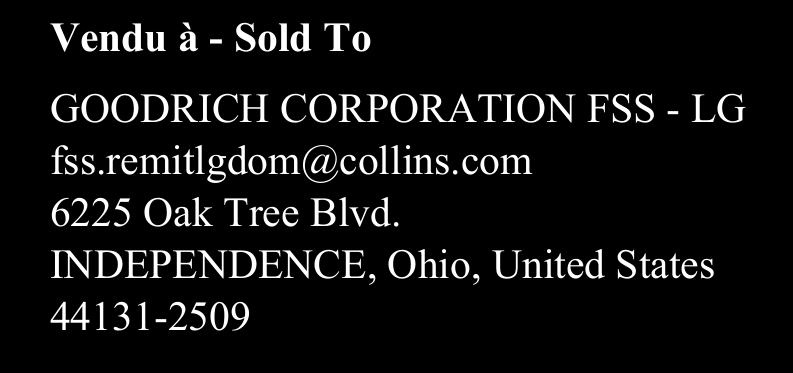 Vendu à - Sold To
GOODRICH CORPORATION FSS - LG
fss.remitlgdom@collins.com
6225 Oak Tree Blvd.
INDEPENDENCE, Ohio, United States
44131-2509